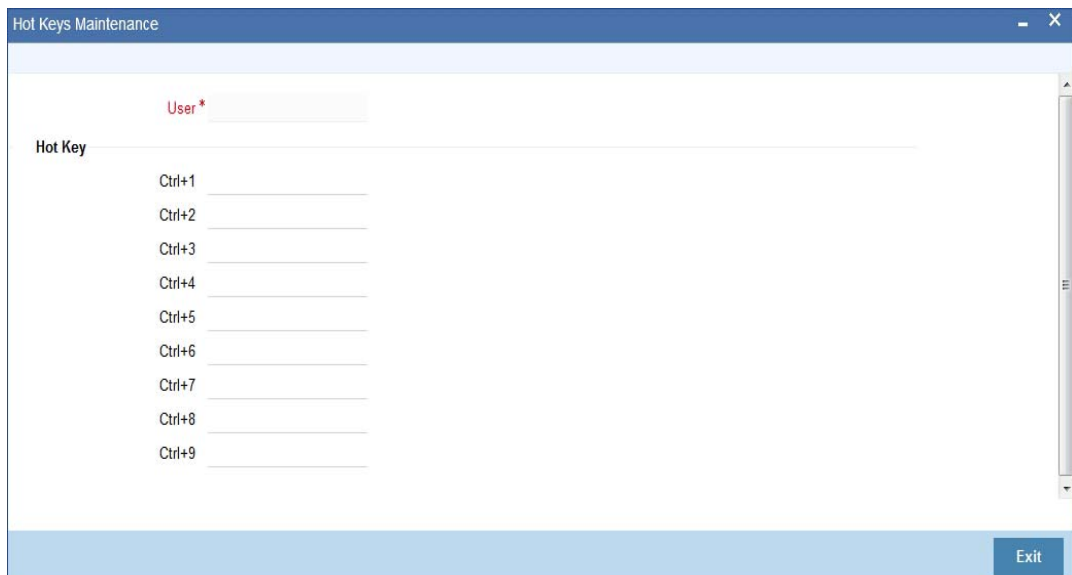 Hot Keys Maintenance
User *
Hot Key
Ctrl+1
Ctrl+2
Ctrl+3
Ctrl+4
Ctrl+5
Ctrl+6
Ctrl+7
Ctrl+8
Ctrl+9
Exit